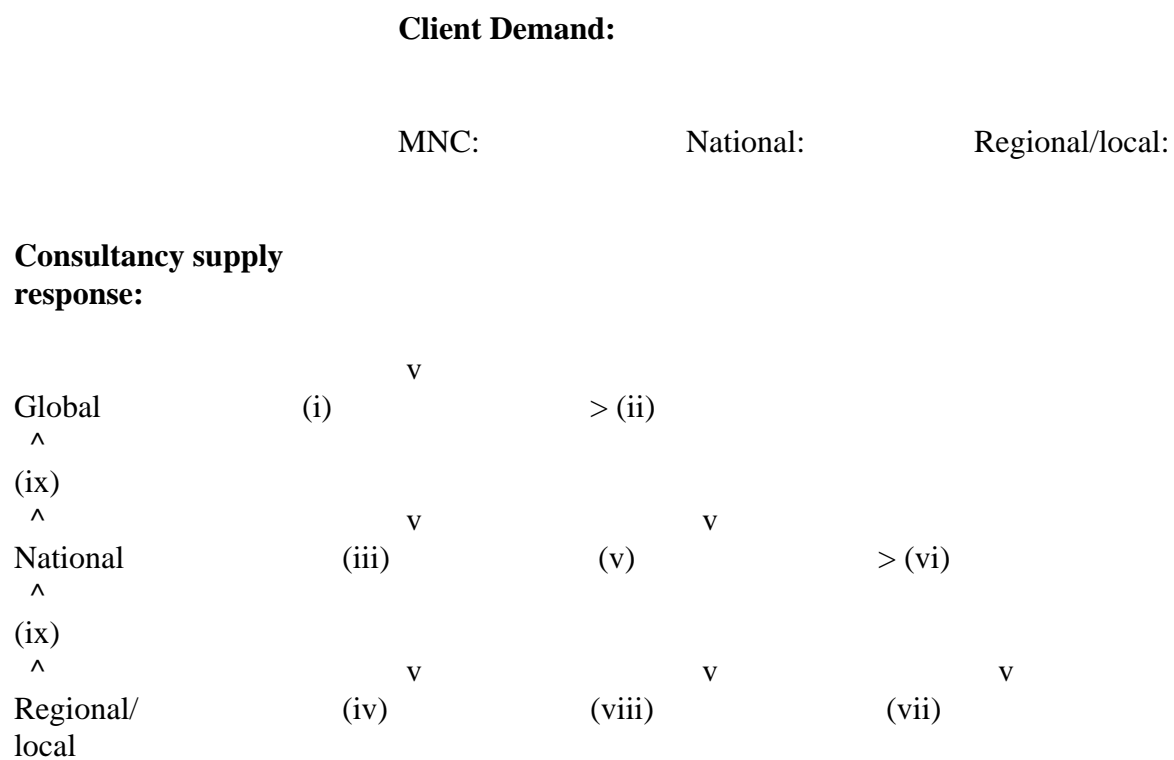 Client Demand:
MNC: National: Regional/local:
Consultancy supply
response:
v
Global (i) > (ii)
^
(ix)
^ v v
National (iii) (v) > (vi)
^
(ix)
^ v v v
Regional/ (iv) (viii) (vii)
local